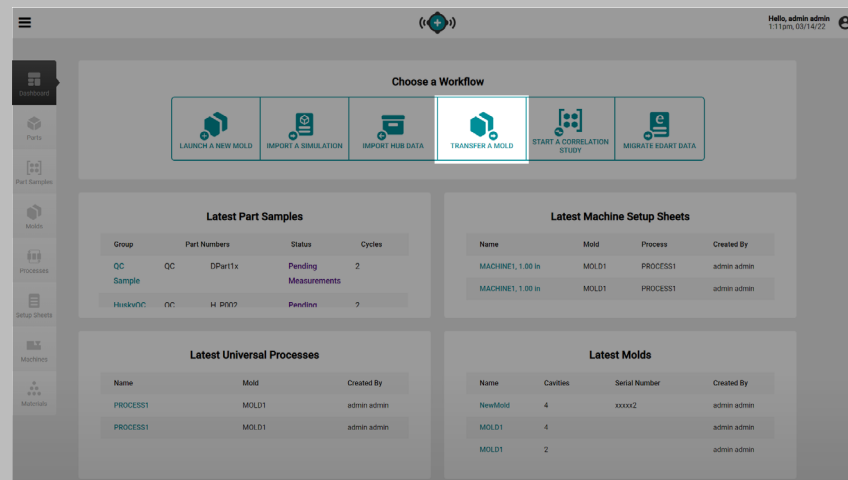 Hello, admin admin
1:11pm, 03/14/22
Dashboard
Parts
Part Samples
Molds
Processes
Setup Sheets
Machines
Materials
Choose a Workflow
LAUNCH A NEW MOLD
IMPORT A SIMULATION
IMPORT HUB DATA
TRANSFER A MOLD
START A CORRELATION
STUDY
MIGRATE EDART DATA
Latest Part Samples
Group Part Numbers Status Cycles
QC QC DPart1x Pending 2
Sample Measurements
HuskyQC QC H_P002 Pending 2
Latest Machine Setup Sheets
Name Mold Process Created By
MACHINE1, 1.00 in MOLD1 PROCESS1 admin admin
MACHINE1, 1.00 in MOLD1 PROCESS1 admin admin
Latest Universal Processes
Name Mold Created By
PROCESS1 MOLD1 admin admin
PROCESS1 MOLD1 admin admin
Latest Molds
Name Cavities Serial Number Created By
NewMold 4 xxxxx2 admin admin
MOLD1 4 admin admin
MOLD1 2 admin admin